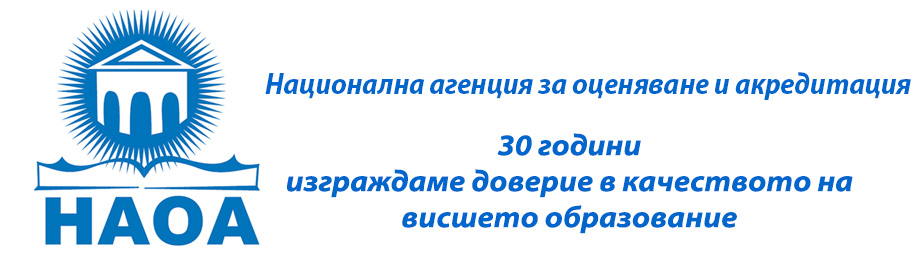 НАОА
Национална агенция за оценяване и акредитация
30 години
изграждаме доверие в качеството на
висшето образование